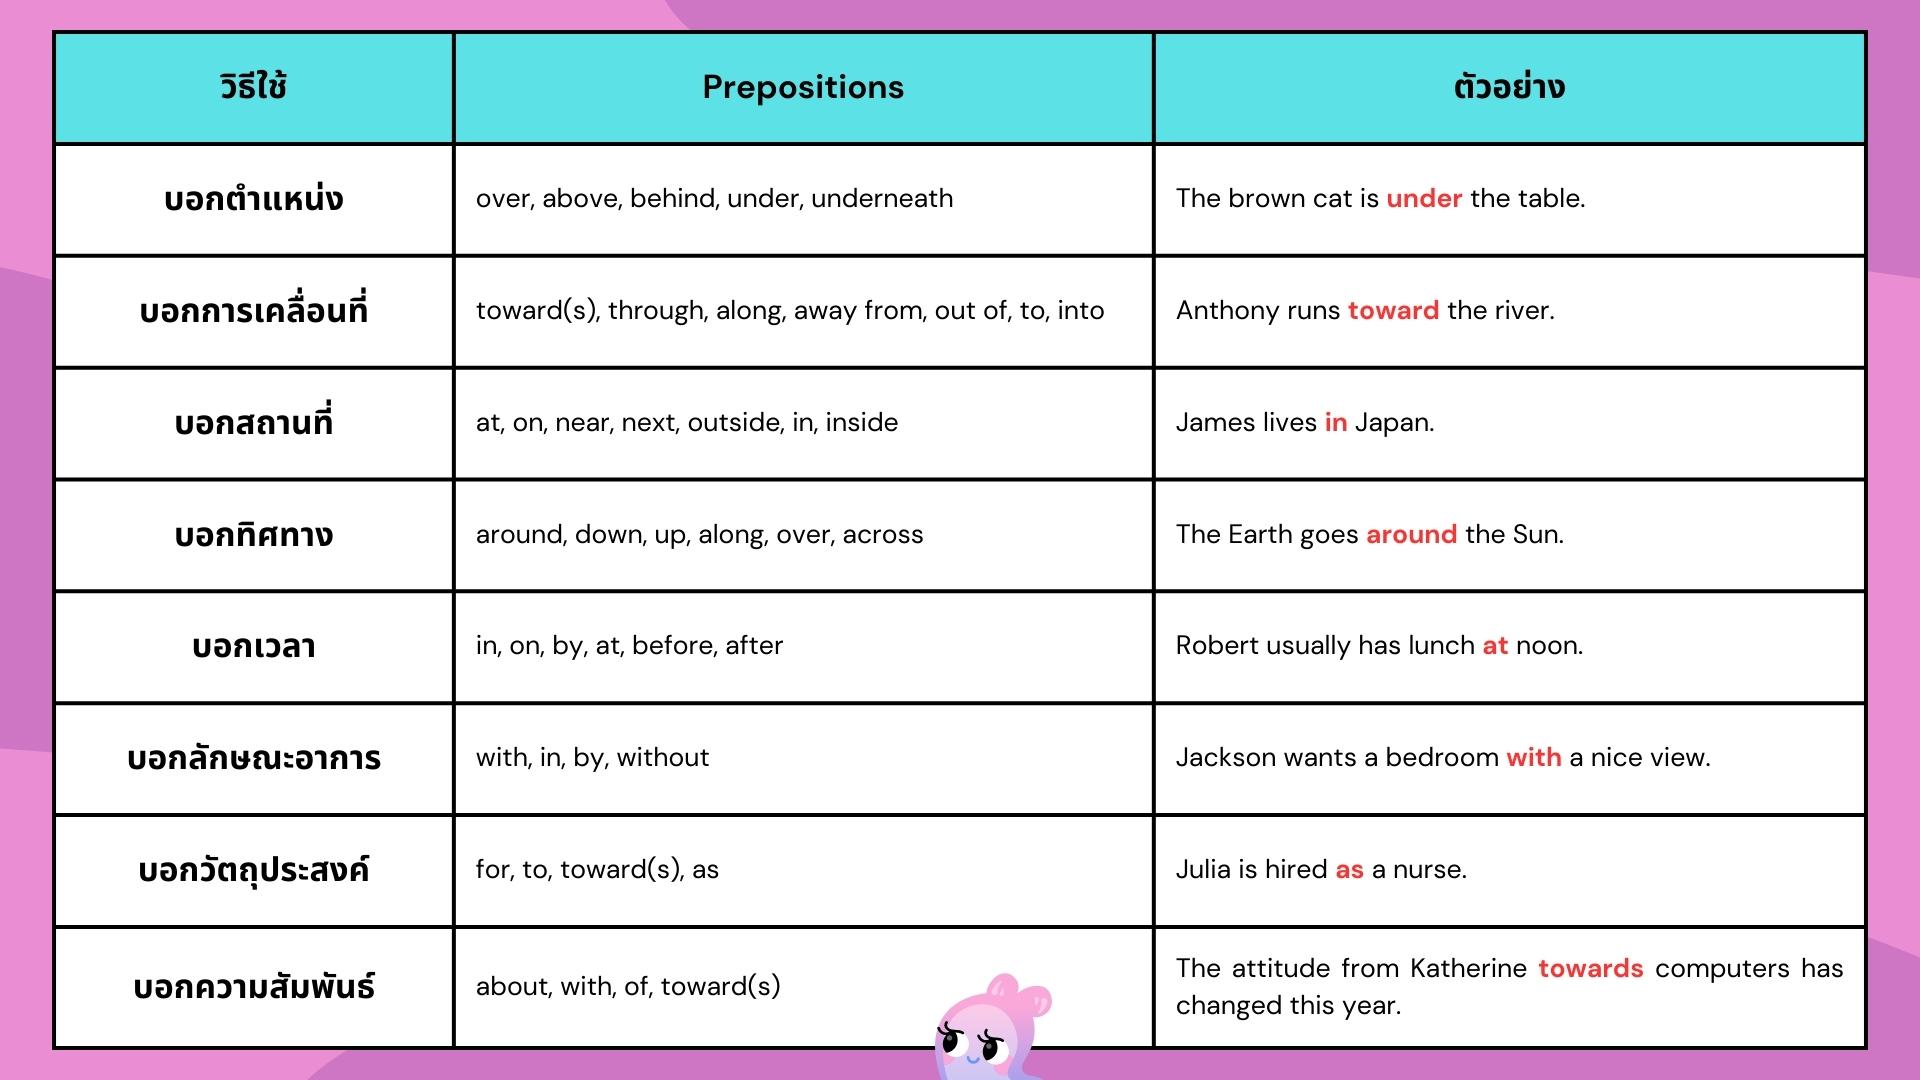 วิธีใช้
Prepositions
ตัวอย่าง
บอกตำแหน่ง
over, above, behind, under, underneath
The brown cat is under the table.
บอกการเคลื่อนที่
toward(s), through, along, away from, out of, to, into
Anthony runs toward the river.
บอกสถานที่
at, on, near, next, outside, in, inside
James lives in Japan.
บอกทิศทาง
around, down, up, along, over, across
The Earth goes around the Sun.
บอกเวลา
in, on, by, at, before, after
Robert usually has lunch at noon.
บอกลักษณะอาการ
with, in, by, without
Jackson wants a bedroom with a nice view.
บอกวัตถุประสงค์
for, to, toward(s), as
Julia is hired as a nurse.
บอกความสัมพันธ์
about, with, of, toward(s)
The attitude from Katherine towards computers has
changed this year.